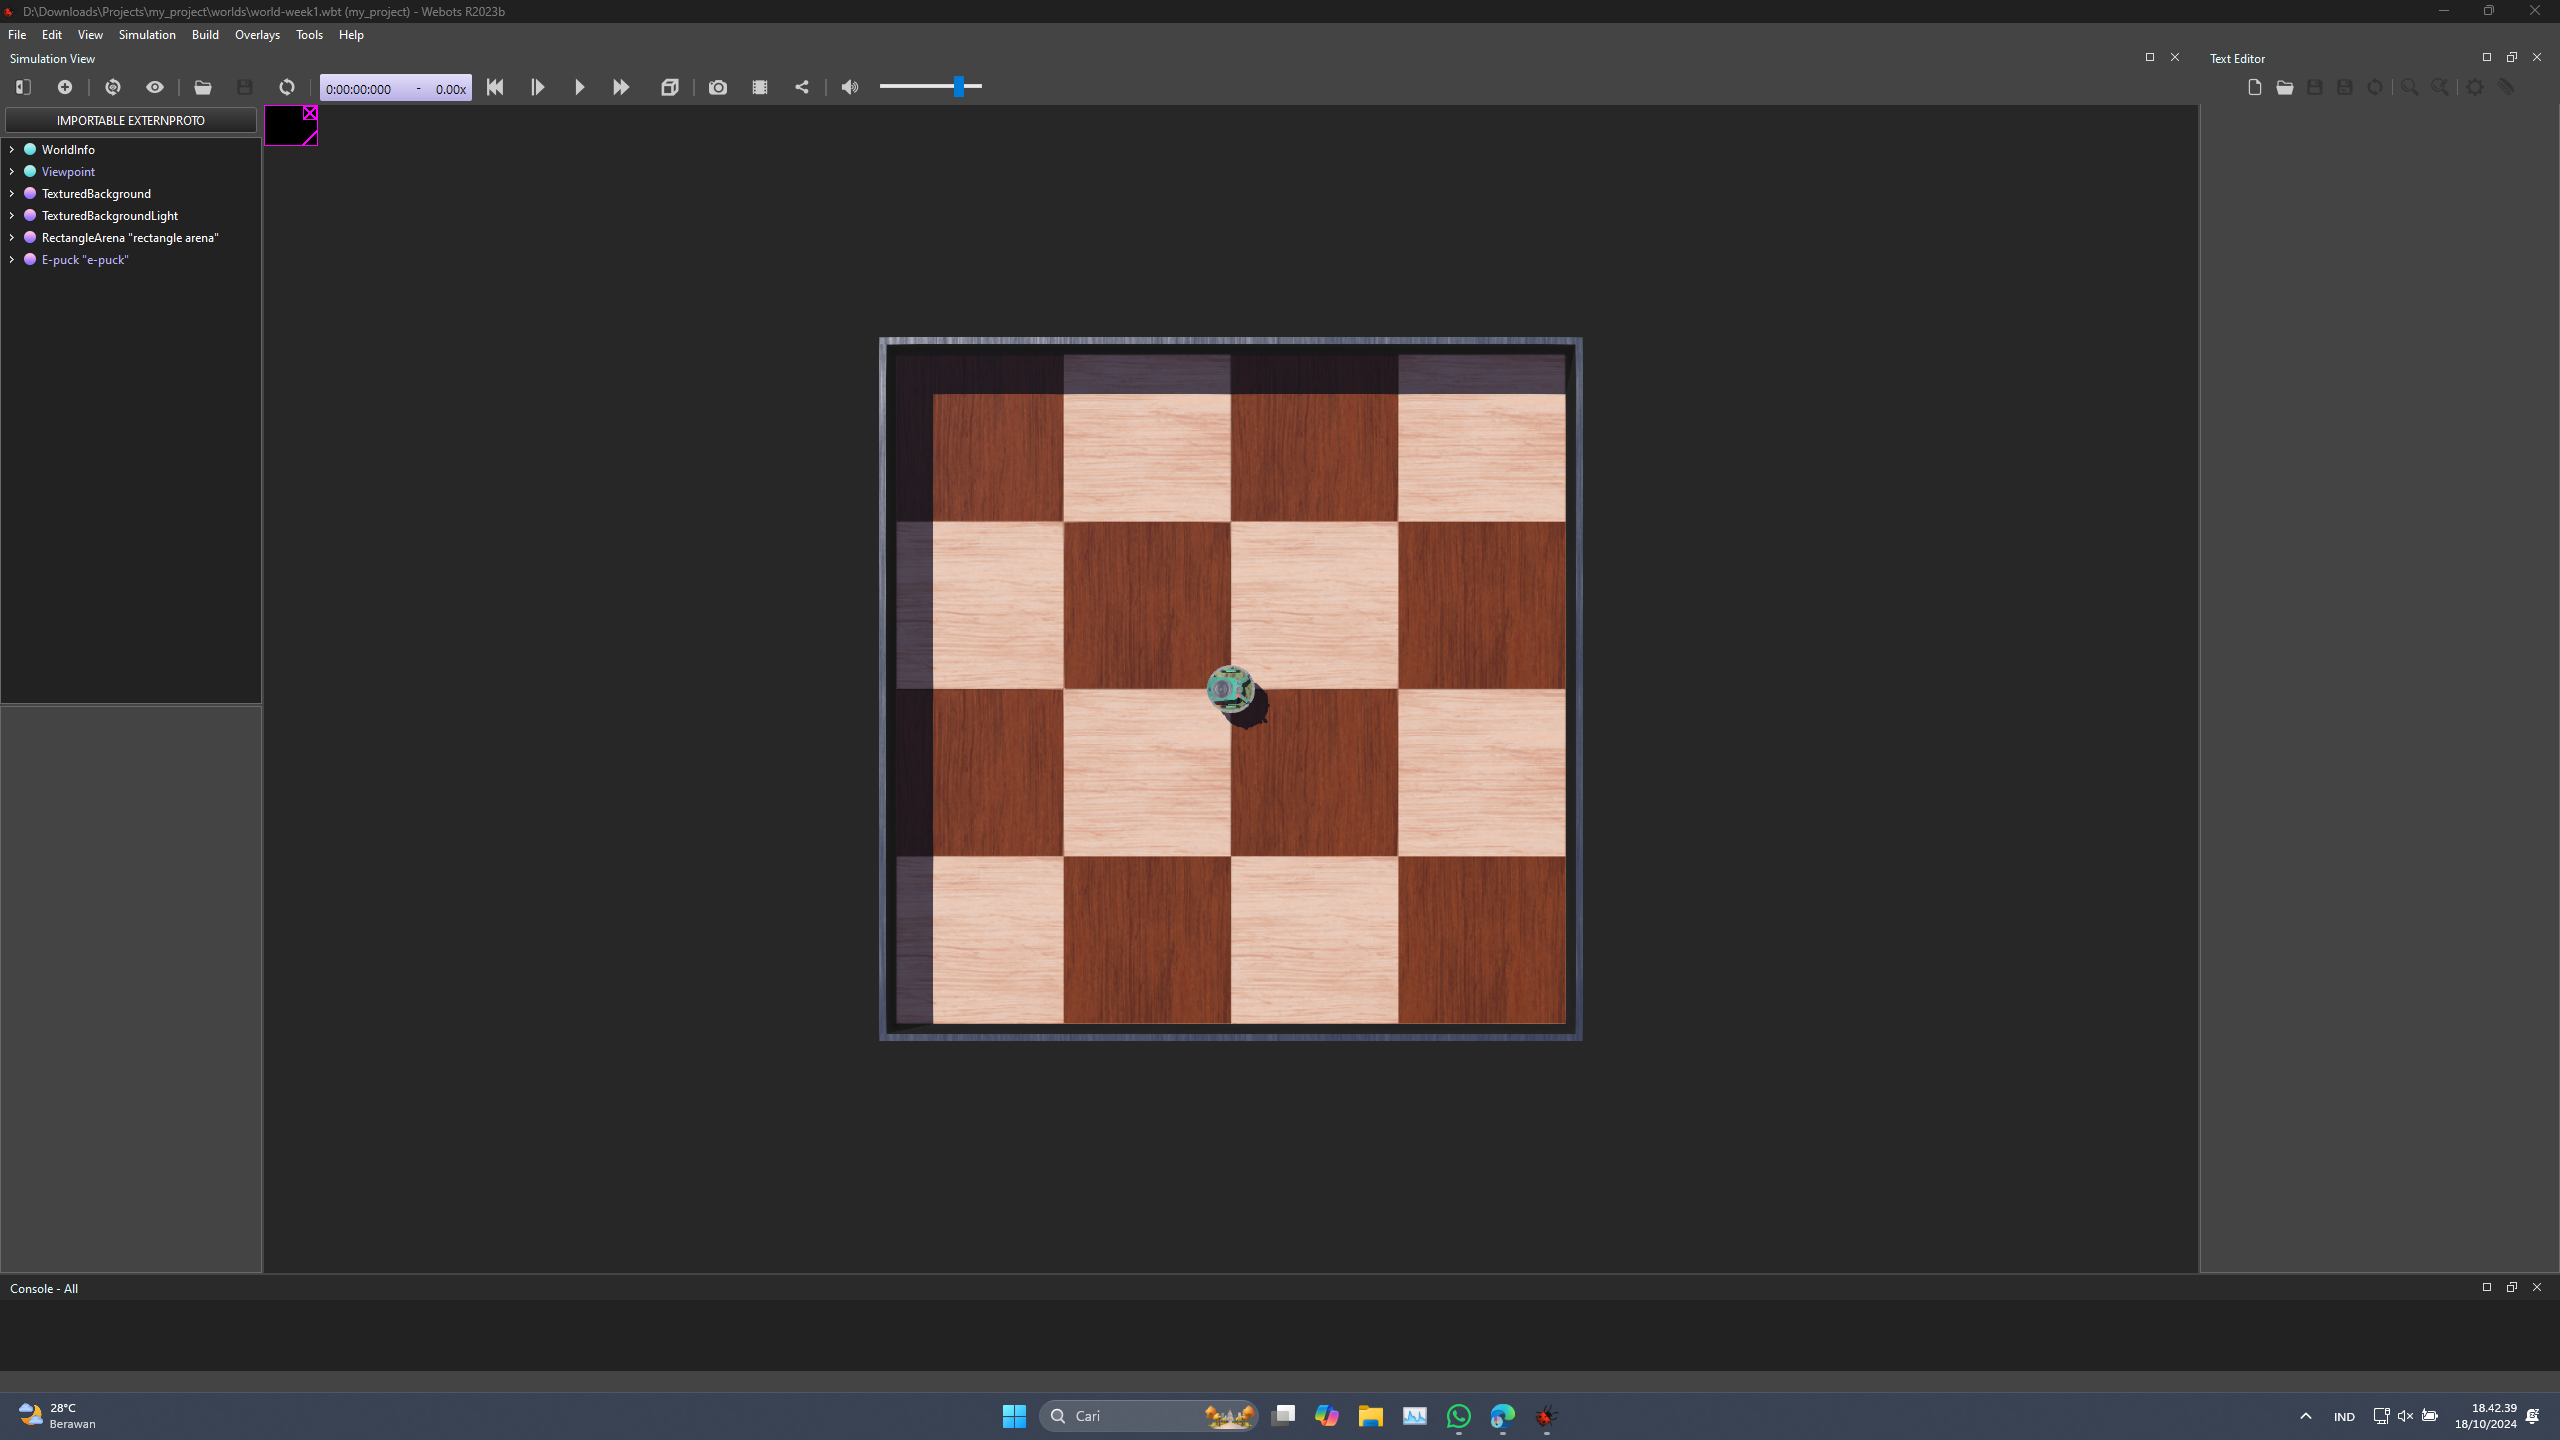 D:\Downloads\Projects\my_project\worlds\world-week1.wbt (my_project) - Webots R2023b
File Edit View Simulation Build Overlays Tools Help
Simulation View
Text Editor
0:00:00:000 - 0.00x
IMPORTABLE EXTERNPROTO
WorldInfo
Viewpoint
TexturedBackground
TexturedBackgroundLight
RectangleArena "rectangle arena"
E-puck "e-puck"
Console - All
28°C
Berawan
Cari
IND
18.42.39
18/10/2024